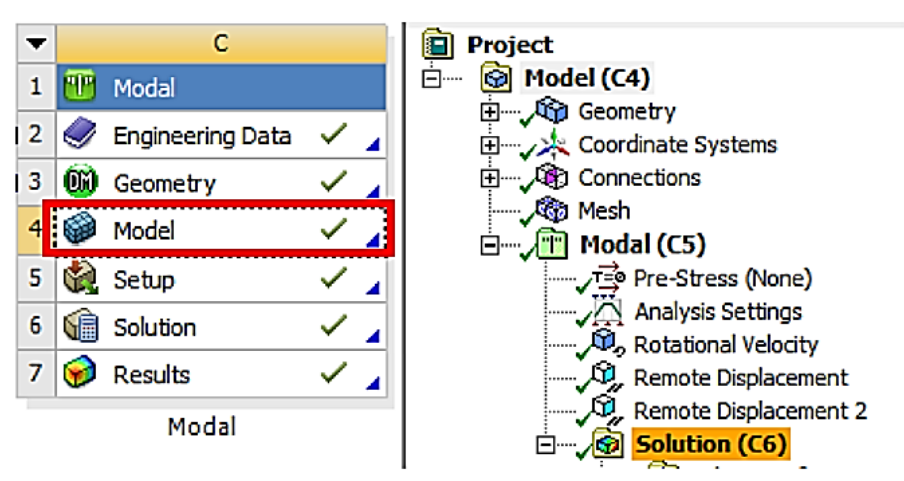 C
1 Modal
2 Engineering Data
3 DM Geometry
4 Model
5 Setup
6 Solution
7 Results
Modal
Project
Model (C4)
Geometry
Coordinate Systems
Connections
Mesh
Modal (C5)
Pre-Stress (None)
Analysis Settings
Rotational Velocity
Remote Displacement
Remote Displacement 2
Solution (C6)